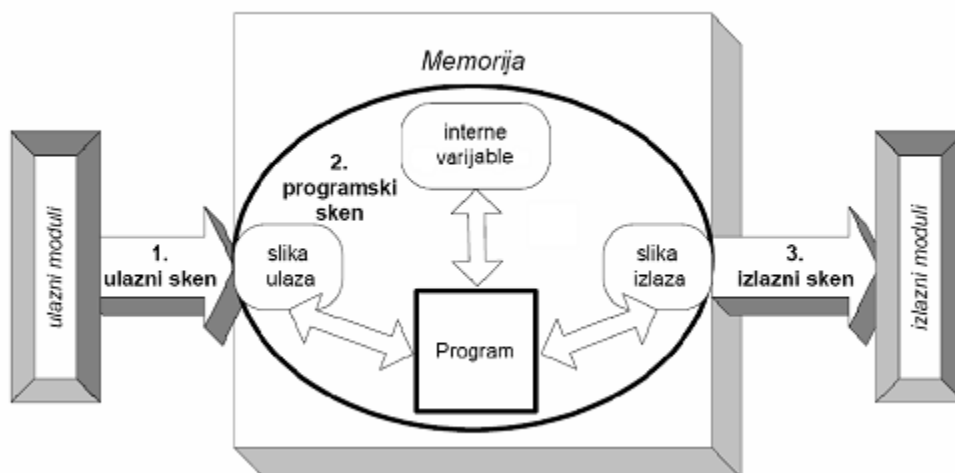 Memorija
interne
varijable
2.
programski
sken
ulazni moduli
1.
ulazni sken
slika
ulaza
slika
izlaza
3.
izlazni sken
izlazni moduli
Program